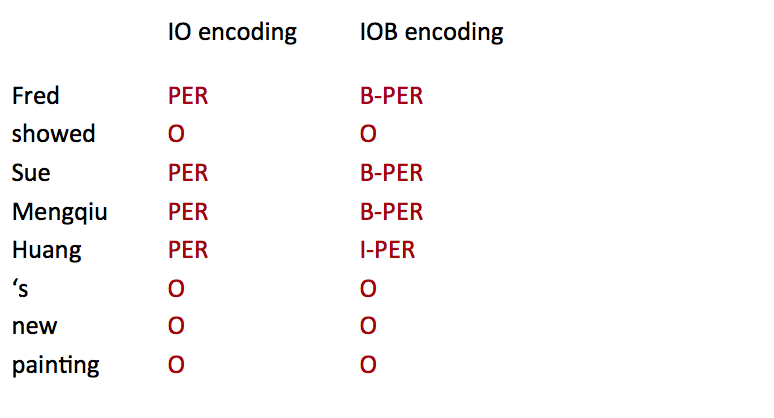 IO encoding IOB encoding
Fred PER B-PER
showed O O
Sue PER B-PER
Mengqiu PER B-PER
Huang PER I-PER
‘s O O
new O O
painting O O